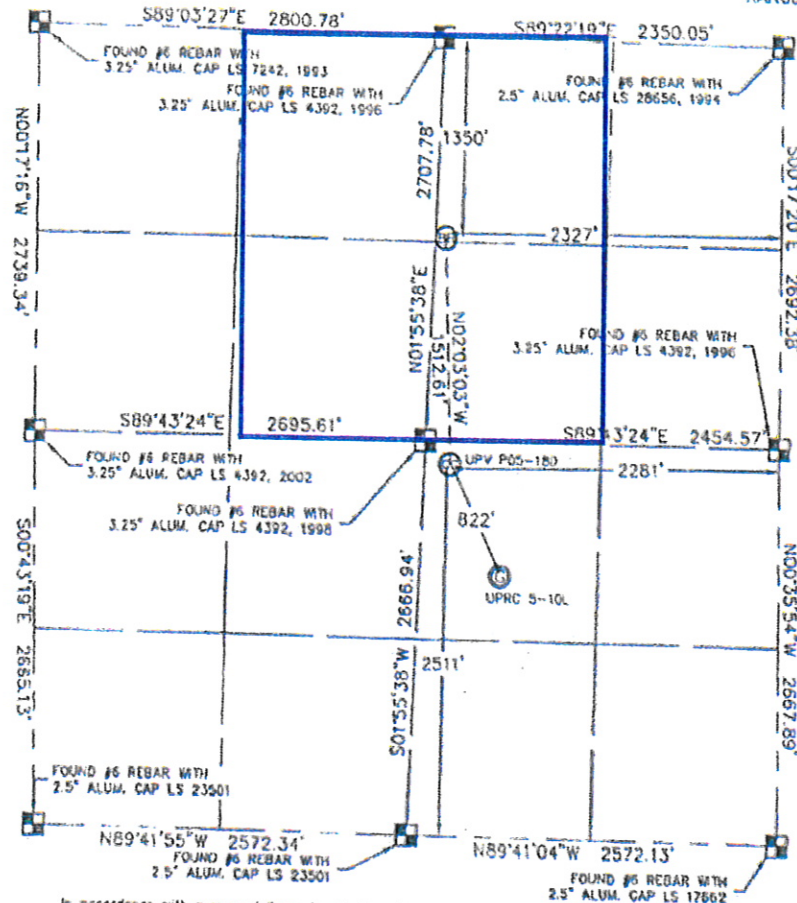 S89°03'27"E 2800.78'
S89°22'19"E 2350.05'
FOUND #6 REBAR WITH
3.25" ALUM. CAP LS 7242, 1993
FOUND #6 REBAR WITH
3.25" ALUM. CAP LS 4392, 1996
FOUND #6 REBAR WITH
2.5" ALUM. CAP LS 28656, 1994
N00°17'16"W 2739.34'
2707.78'
1350'
S00°17'20"E 2692.38'
2327'
N01°55'38"E
1512.61'
N02°03'03"W
FOUND #6 REBAR WITH
3.25" ALUM. CAP LS 4392, 1996
S89°43'24"E 2695.61'
S89°43'24"E 2454.57'
FOUND #6 REBAR WITH
3.25" ALUM. CAP LS 4392, 2002
UPV P05-180
2281'
FOUND #6 REBAR WITH
3.25" ALUM. CAP LS 4392, 1998
822'
G
UPRC 5-10L
S00°43'19"E 2665.13'
S01°55'38"W 2666.94'
2511'
N00°35'54"W 2667.89'
FOUND #6 REBAR WITH
2.5" ALUM. CAP LS 23501
N89°41'55"W 2572.34'
N89°41'04"W 2572.13'
FOUND #6 REBAR WITH
2.5" ALUM. CAP LS 23501
FOUND #6 REBAR WITH
2.5" ALUM. CAP LS 17662